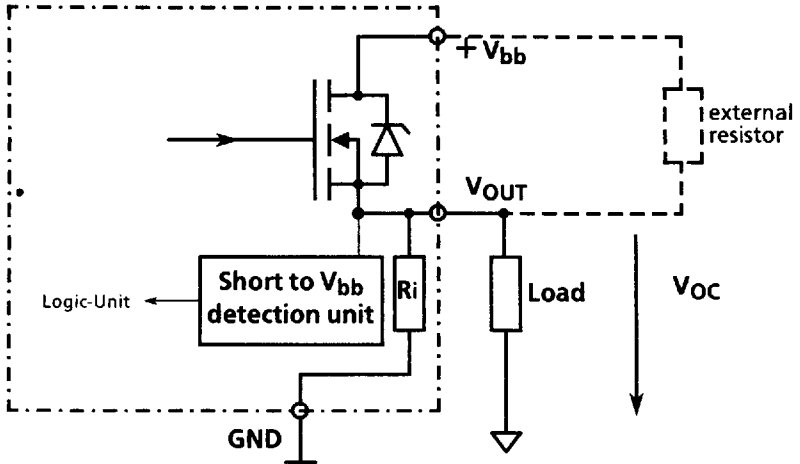 + Vbb
external
resistor
VOUT
Short to Vbb
detection unit
Ri
Load
VOC
Logic-Unit
GND